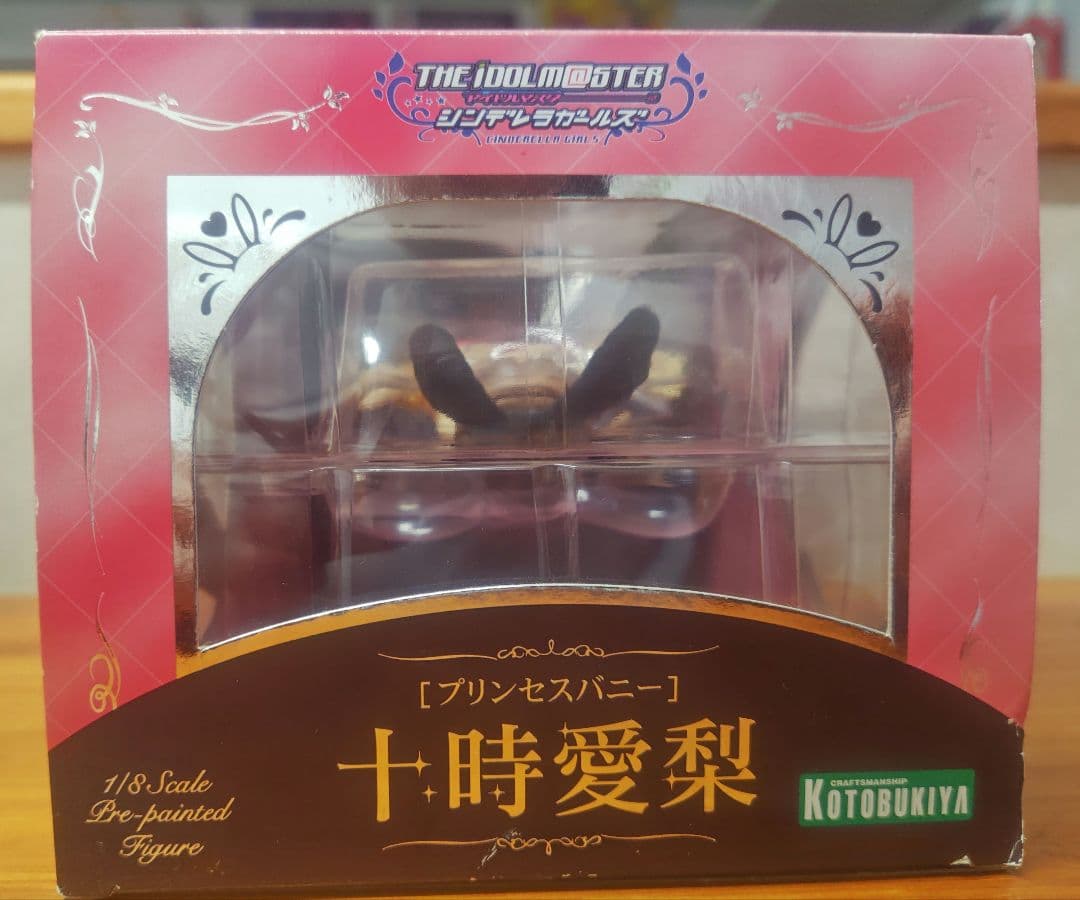 THE iDOLM@STER
アイドルマスター
シンデレラガールズ
CINDERELLA GIRLS
[プリンセスバニー]
十時愛梨
1/8 Scale
Pre-painted
Figure
CRAFTSMANSHIP
KOTOBUKIYA